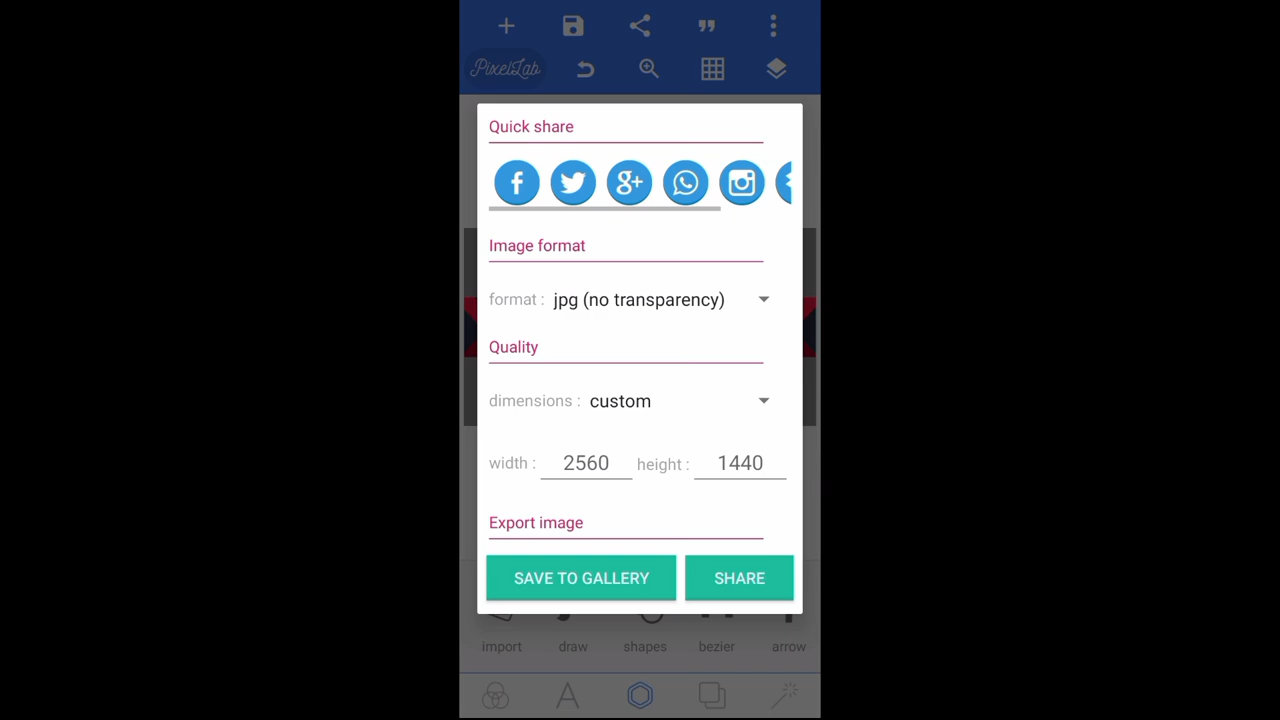 PixelLab
Quick share
Image format
format : jpg (no transparency)
Quality
dimensions : custom
width : 2560 height : 1440
Export image
SAVE TO GALLERY SHARE
import draw shapes bezier arrow